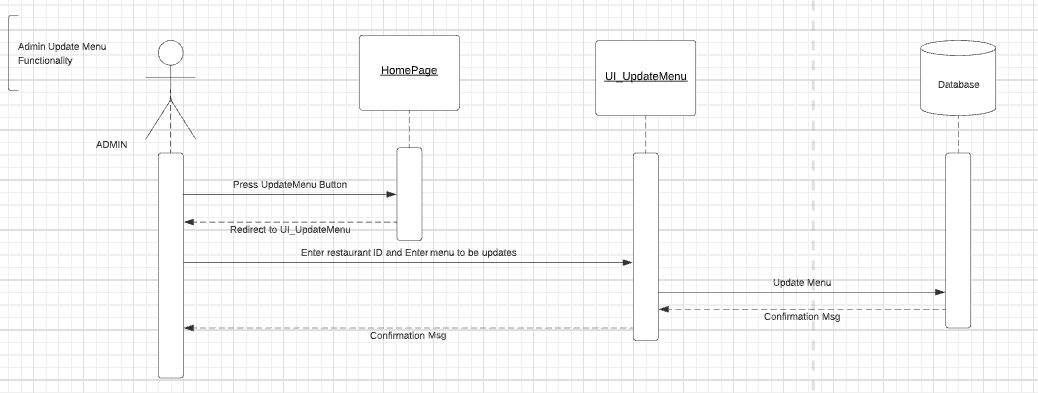 Admin Update Menu
Functionality
HomePage
UI_UpdateMenu
Database
ADMIN
Press UpdateMenu Button
Redirect to UI_UpdateMenu
Enter restaurant ID and Enter menu to be updates
Update Menu
Confirmation Msg
Confirmation Msg